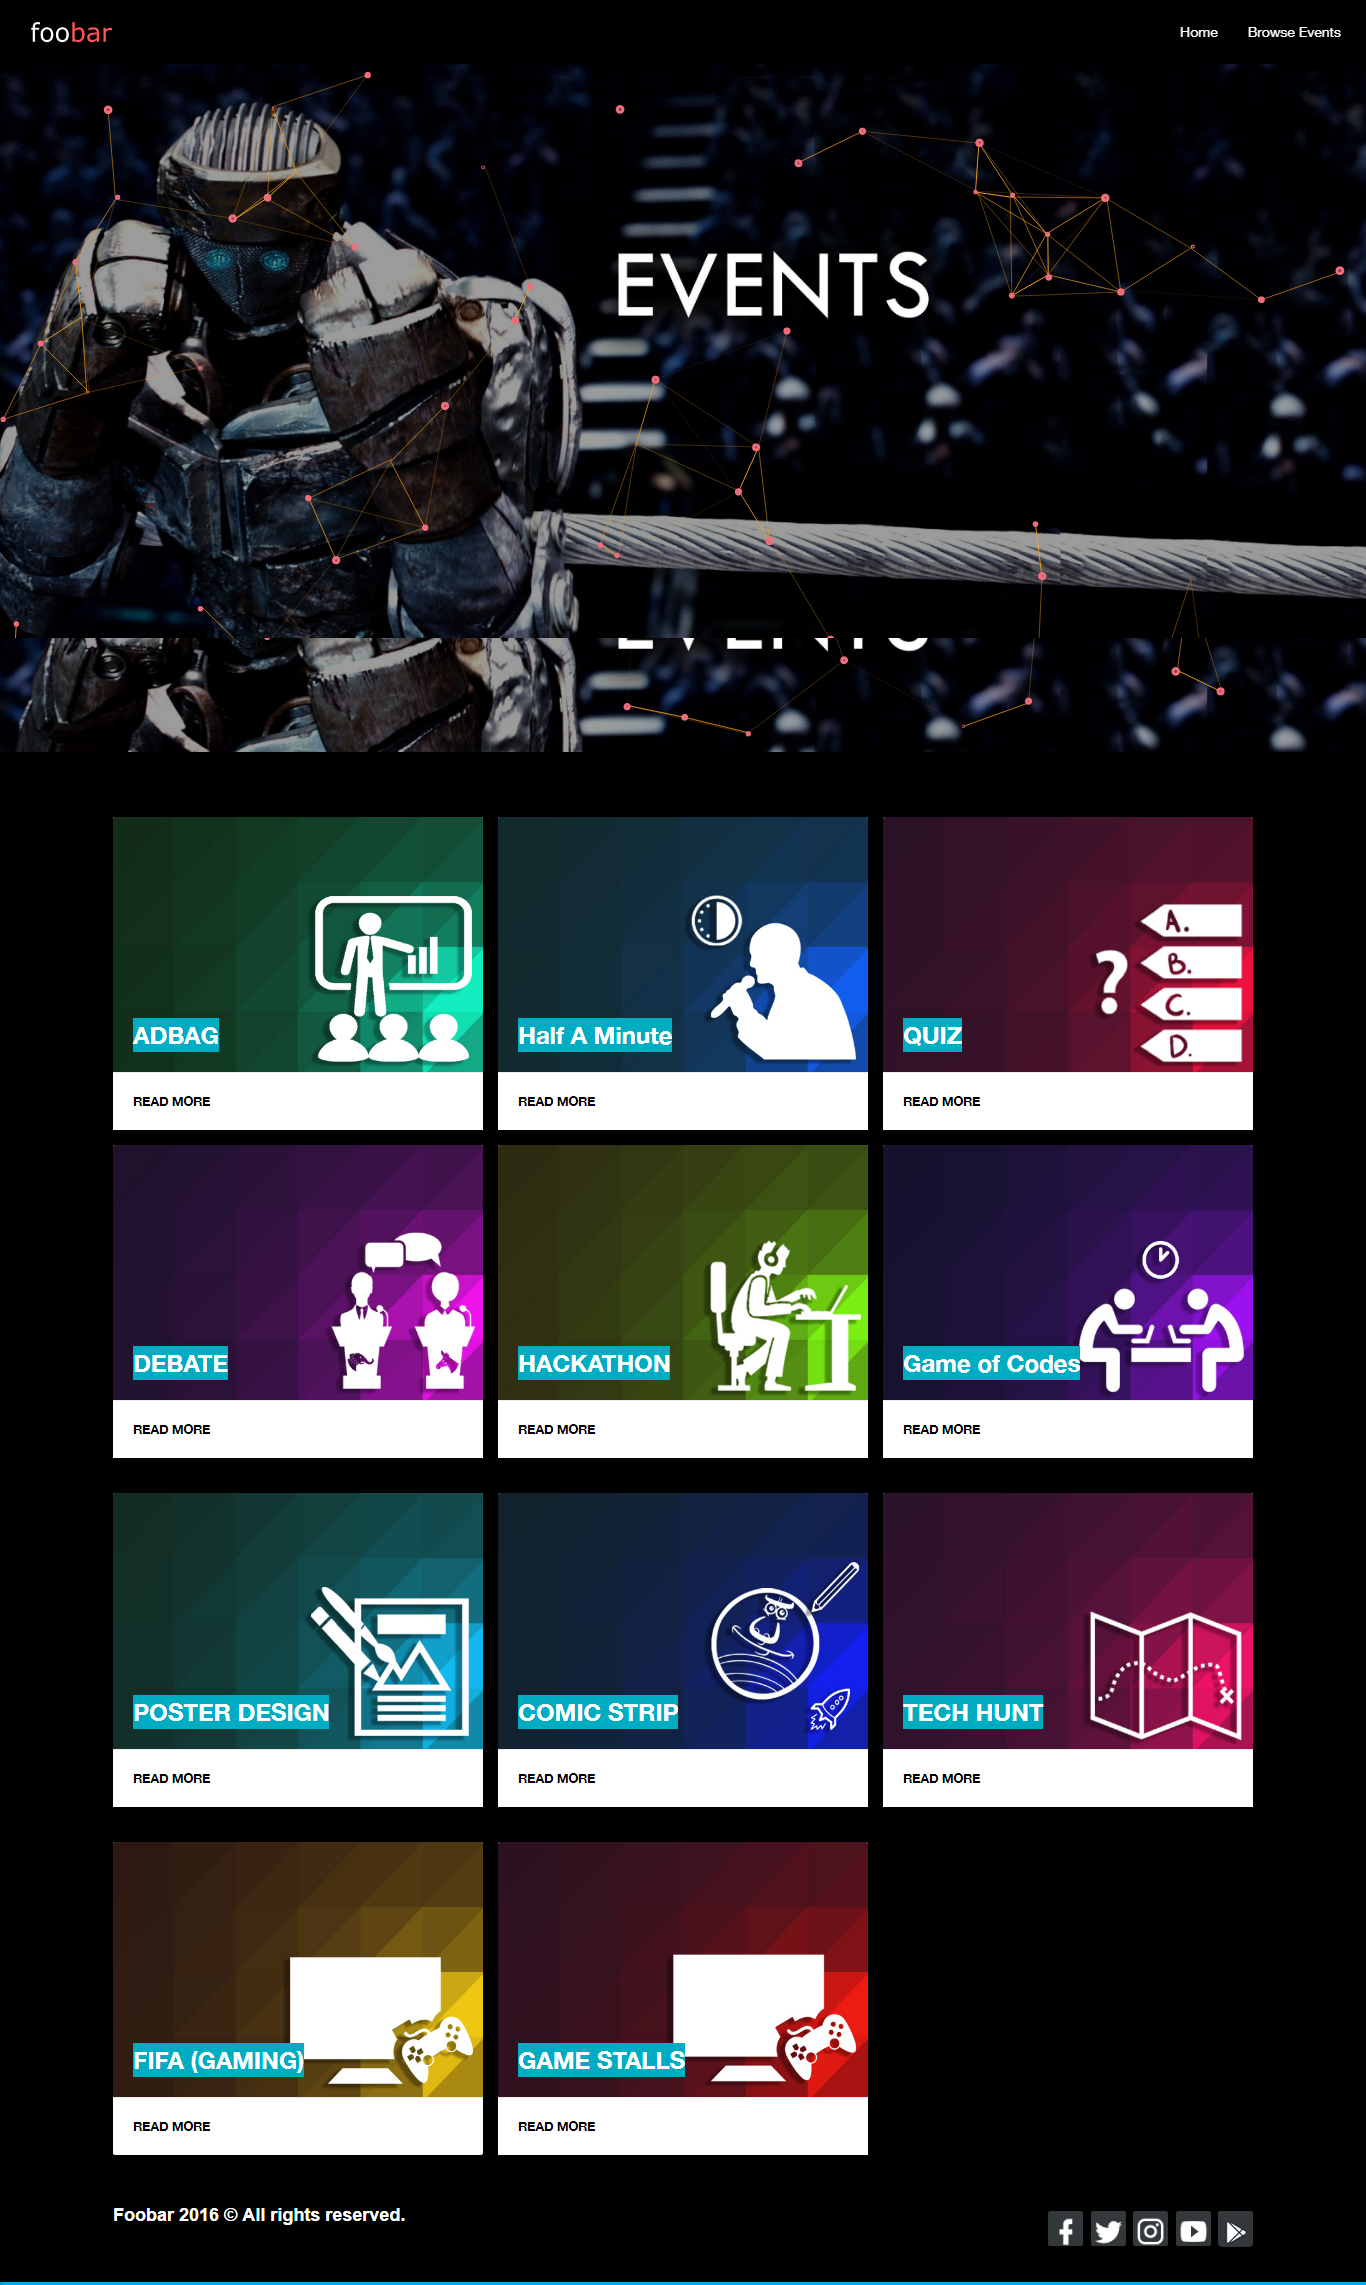 foobar
Home
Browse Events
EVENTS
EVENTS
ADBAG
Half A Minute
A.
B.
C.
D.
?
QUIZ
READ MORE
READ MORE
READ MORE
DEBATE
HACKATHON
Game of Codes
READ MORE
READ MORE
READ MORE
POSTER DESIGN
COMIC STRIP
TECH HUNT
READ MORE
READ MORE
READ MORE
FIFA (GAMING)
GAME STALLS
READ MORE
READ MORE
Foobar 2016 © All rights reserved.